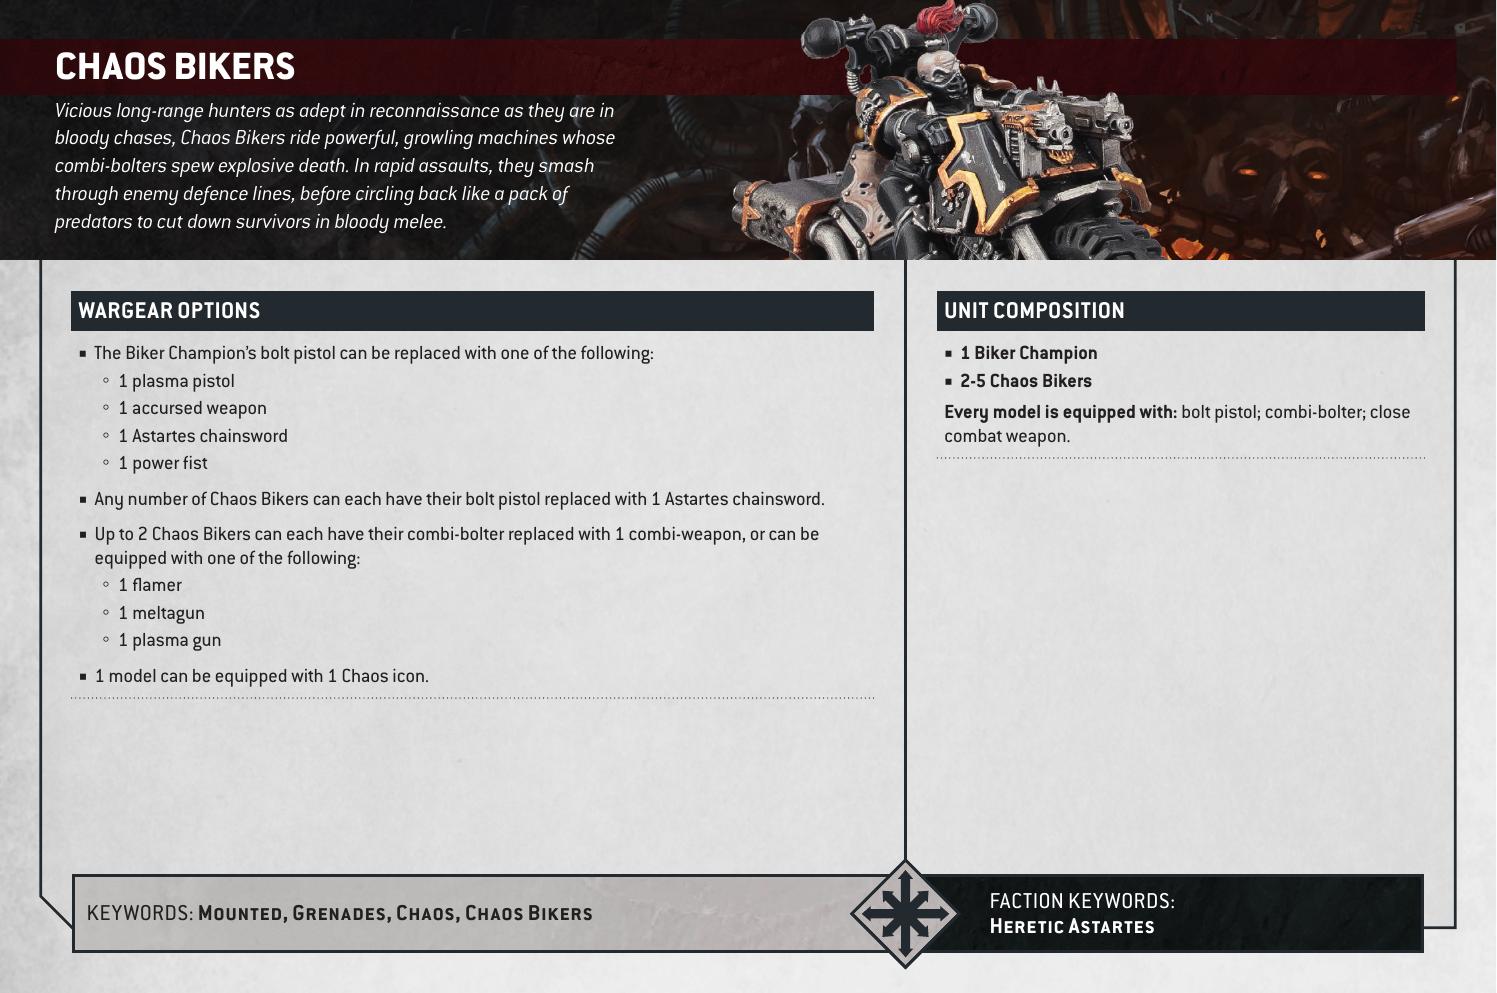 CHAOS BIKERS
Vicious long-range hunters as adept in reconnaissance as they are in
bloody chases, Chaos Bikers ride powerful, growling machines whose
combi-bolters spew explosive death. In rapid assaults, they smash
through enemy defence lines, before circling back like a pack of
predators to cut down survivors in bloody melee.
WARGEAR OPTIONS
■ The Biker Champion’s bolt pistol can be replaced with one of the following:
◦ 1 plasma pistol
◦ 1 accursed weapon
◦ 1 Astartes chainsword
◦ 1 power fist
■ Any number of Chaos Bikers can each have their bolt pistol replaced with 1 Astartes chainsword.
■ Up to 2 Chaos Bikers can each have their combi-bolter replaced with 1 combi-weapon, or can be
equipped with one of the following:
◦ 1 flamer
◦ 1 meltagun
◦ 1 plasma gun
■ 1 model can be equipped with 1 Chaos icon.
UNIT COMPOSITION
■ 1 Biker Champion
■ 2-5 Chaos Bikers
Every model is equipped with: bolt pistol; combi-bolter; close
combat weapon.
KEYWORDS: Mounted, Grenades, Chaos, Chaos Bikers
FACTION KEYWORDS:
Heretic Astartes